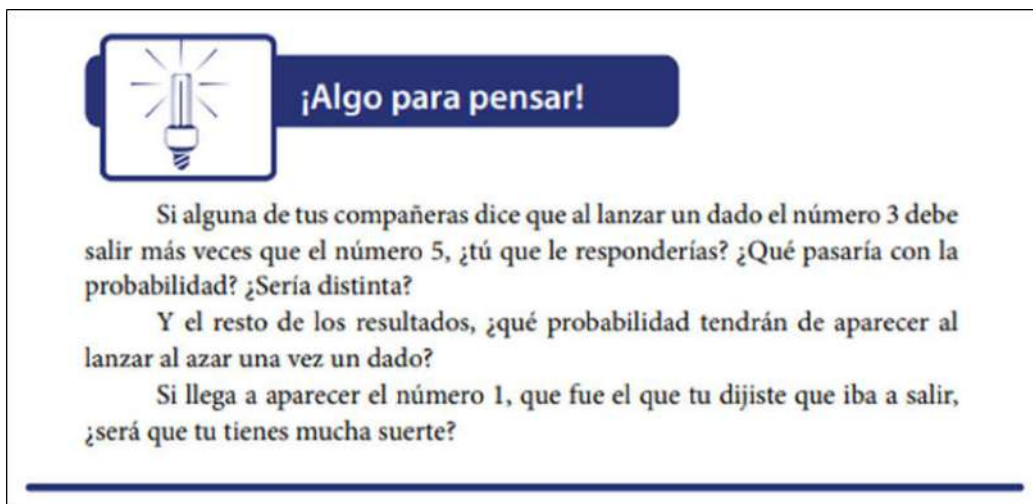 ¡Algo para pensar!
Si alguna de tus compañeras dice que al lanzar un dado el número 3 debe
salir más veces que el número 5, ¿tú que le responderías? ¿Qué pasaría con la
probabilidad? ¿Sería distinta?
Y el resto de los resultados, ¿qué probabilidad tendrán de aparecer al
lanzar al azar una vez un dado?
Si llega a aparecer el número 1, que fue el que tu dijiste que iba a salir,
¿será que tu tienes mucha suerte?